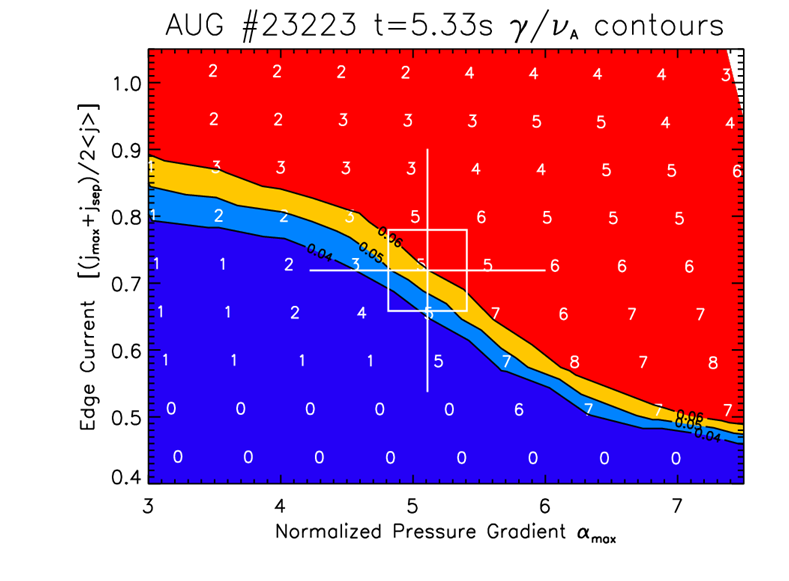 AUG #23223 t=5.33s γ/ν_A contours
Edge Current [(j_max+j_sep)/2<j>]
1.0
0.9
0.8
0.7
0.6
0.5
0.4
2 2 2 2 4 4 4 4 3
2 2 3 3 3 5 5 4 4
3 3 3 3 4 4 5 5 6
1 2 2 3 5 6 5 5 5
1 1 2 3 5 5 6 6 6
1 1 2 4 5 7 6 7 7
1 1 1 1 5 7 8 7 8
0 0 0 0 0 6 7 7 7
0 0 0 0 0 0 0 0
0.06
0.05
0.04
0.06
0.05
0.04
3 4 5 6 7
Normalized Pressure Gradient α_max